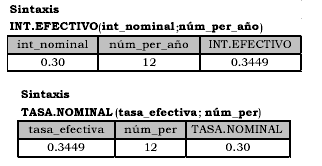 Sintaxis
INT.EFECTIVO(int_nominal;núm_per_año)
int_nominal núm_per_año INT.EFECTIVO
0.30 12 0.3449
Sintaxis
TASA.NOMINAL (tasa_efectiva; núm_per)
tasa_efectiva núm_per TASA.NOMINAL
0.3449 12 0.30